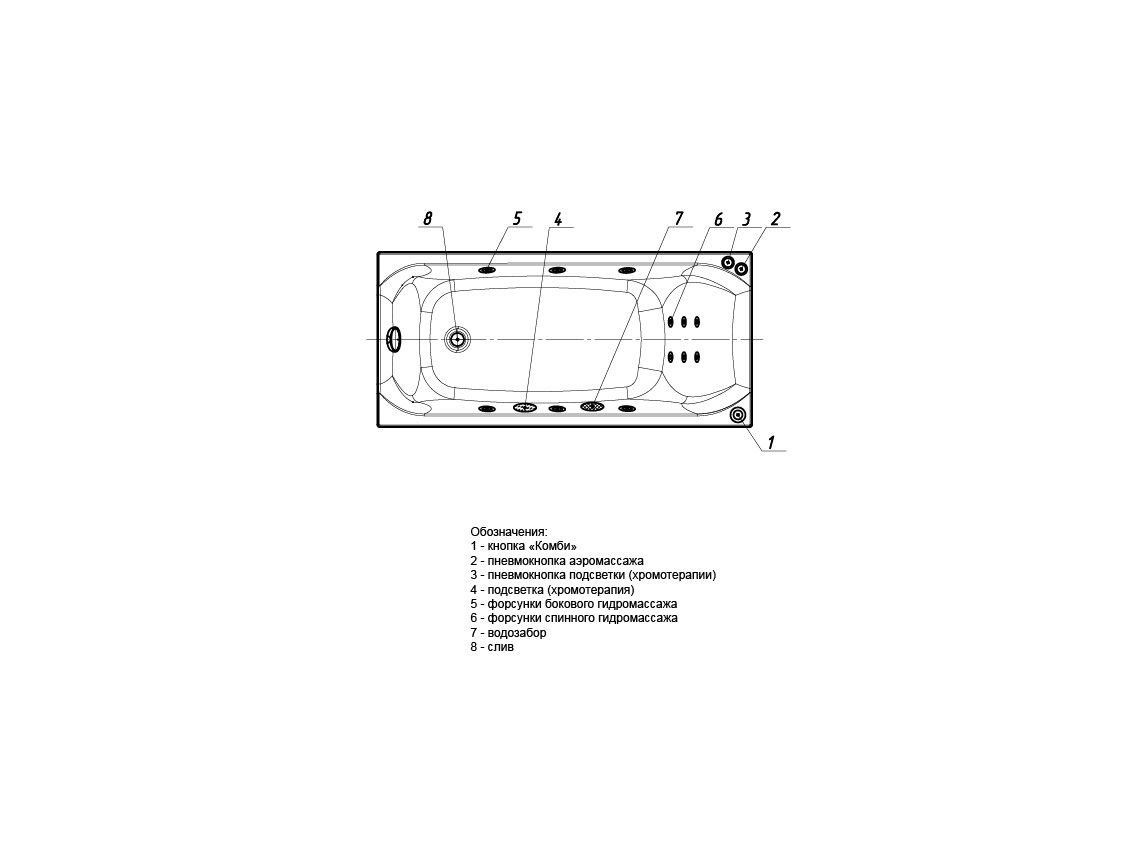 8 5 4 7 6 3 2
1
Обозначения:
1 - кнопка «Комби»
2 - пневмокнопка аэромассажа
3 - пневмокнопка подсветки (хромотерапии)
4 - подсветка (хромотерапия)
5 - форсунки бокового гидромассажа
6 - форсунки спинного гидромассажа
7 - водозабор
8 - слив